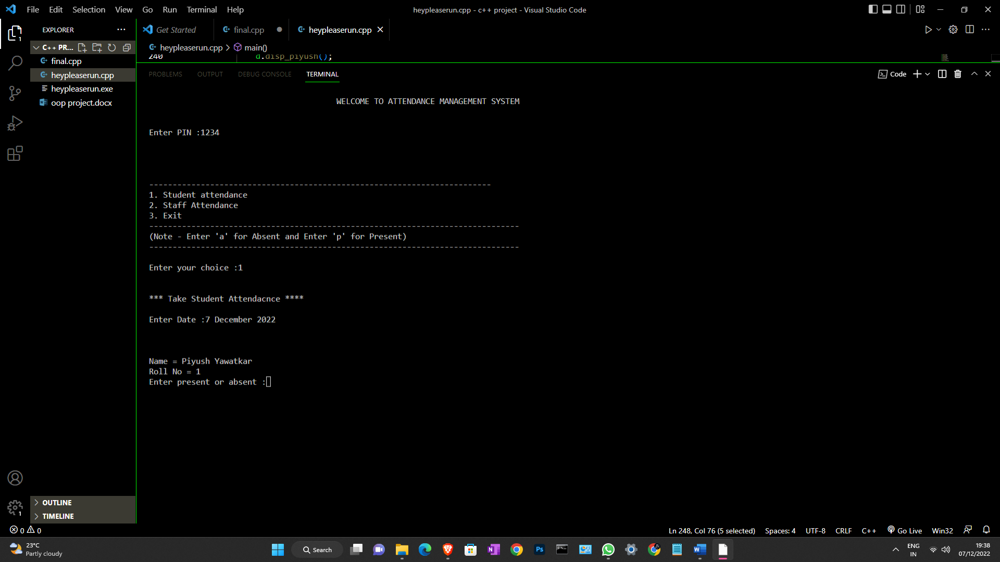 File Edit Selection View Go Run Terminal Help
heypleaserun.cpp - c++ project - Visual Studio Code
EXPLORER
Get Started
final.cpp
heypleaserun.cpp
1
C++ PR...
heypleaserun.cpp > main()
240 d.disp_piyush();
final.cpp
heypleaserun.cpp
heypleaserun.exe
oop project.docx
PROBLEMS OUTPUT DEBUG CONSOLE TERMINAL
Code
WELCOME TO ATTENDANCE MANAGEMENT SYSTEM
Enter PIN :1234
-------------------------------------------------------------------------
1. Student attendance
2. Staff Attendance
3. Exit
-------------------------------------------------------------------------------
(Note - Enter 'a' for Absent and Enter 'p' for Present)
-------------------------------------------------------------------------------
Enter your choice :1
*** Take Student Attendacnce ****
Enter Date :7 December 2022
Name = Piyush Yawatkar
Roll No = 1
Enter present or absent :
OUTLINE
1
TIMELINE
0 0
Ln 248, Col 76 (5 selected) Spaces: 4 UTF-8 CRLF C++ Go Live Win32
23°C
Partly cloudy
Search
Ps
ENG
IN
19:38
07/12/2022